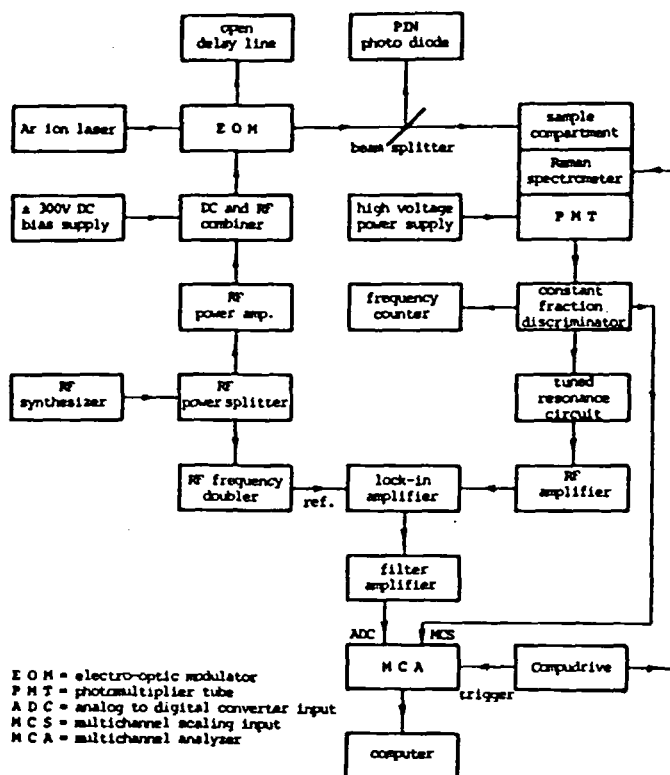 open
delay line
PIN
photo diode
Ar ion laser
E O M
beam splitter
sample
compartment
Raman
spectrometer
P M T
± 300V DC
bias supply
DC and RF
combiner
high voltage
power supply
RF
power amp.
frequency
counter
constant
fraction
discriminator
RF
synthesizer
RF
power splitter
tuned
resonance
circuit
RF frequency
doubler
ref.
lock-in
amplifier
RF
amplifier
filter
amplifier
ADC
MCS
M C A
trigger
Compudrive
computer
E O M = electro-optic modulator
P M T = photomultiplier tube
A D C = analog to digital converter input
M C S = multichannel scaling input
M C A = multichannel analyzer